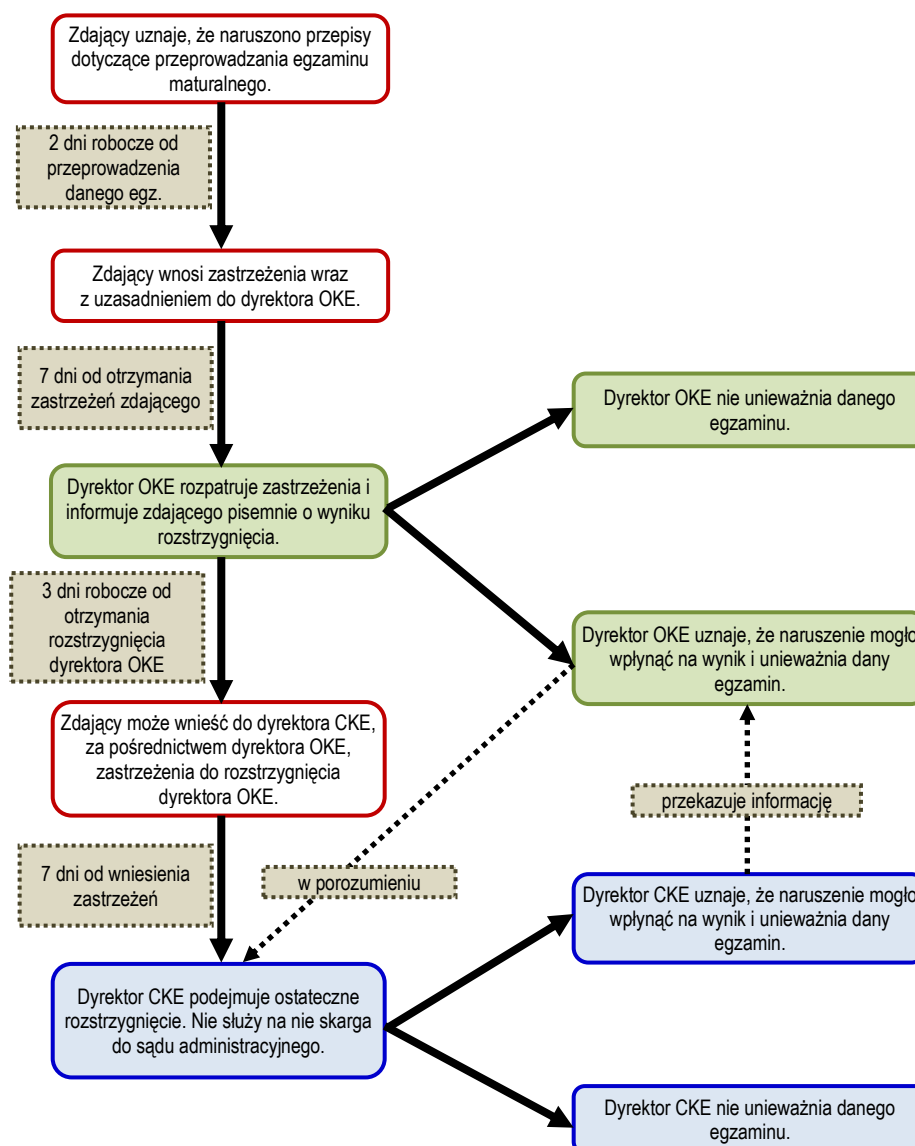 Zdający uznaje, że naruszono przepisy
dotyczące przeprowadzania egzaminu
maturalnego.
2 dni robocze od
przeprowadzenia
danego egz.
Zdający wnosi zastrzeżenia wraz
z uzasadnieniem do dyrektora OKE.
7 dni od otrzymania
zastrzeżeń zdającego
Dyrektor OKE nie unieważnia danego
egzaminu.
Dyrektor OKE rozpatruje zastrzeżenia i
informuje zdającego pisemnie o wyniku
rozstrzygnięcia.
3 dni robocze od
otrzymania
rozstrzygnięcia
dyrektora OKE
Dyrektor OKE uznaje, że naruszenie mogło
wpłynąć na wynik i unieważnia dany
egzamin.
Zdający może wnieść do dyrektora CKE,
za pośrednictwem dyrektora OKE,
zastrzeżenia do rozstrzygnięcia
dyrektora OKE.
przekazuje informację
7 dni od wniesienia
zastrzeżeń
w porozumieniu
Dyrektor CKE uznaje, że naruszenie mogło
wpłynąć na wynik i unieważnia dany
egzamin.
Dyrektor CKE podejmuje ostateczne
rozstrzygnięcie. Nie służy na nie skarga
do sądu administracyjnego.
Dyrektor CKE nie unieważnia danego
egzaminu.